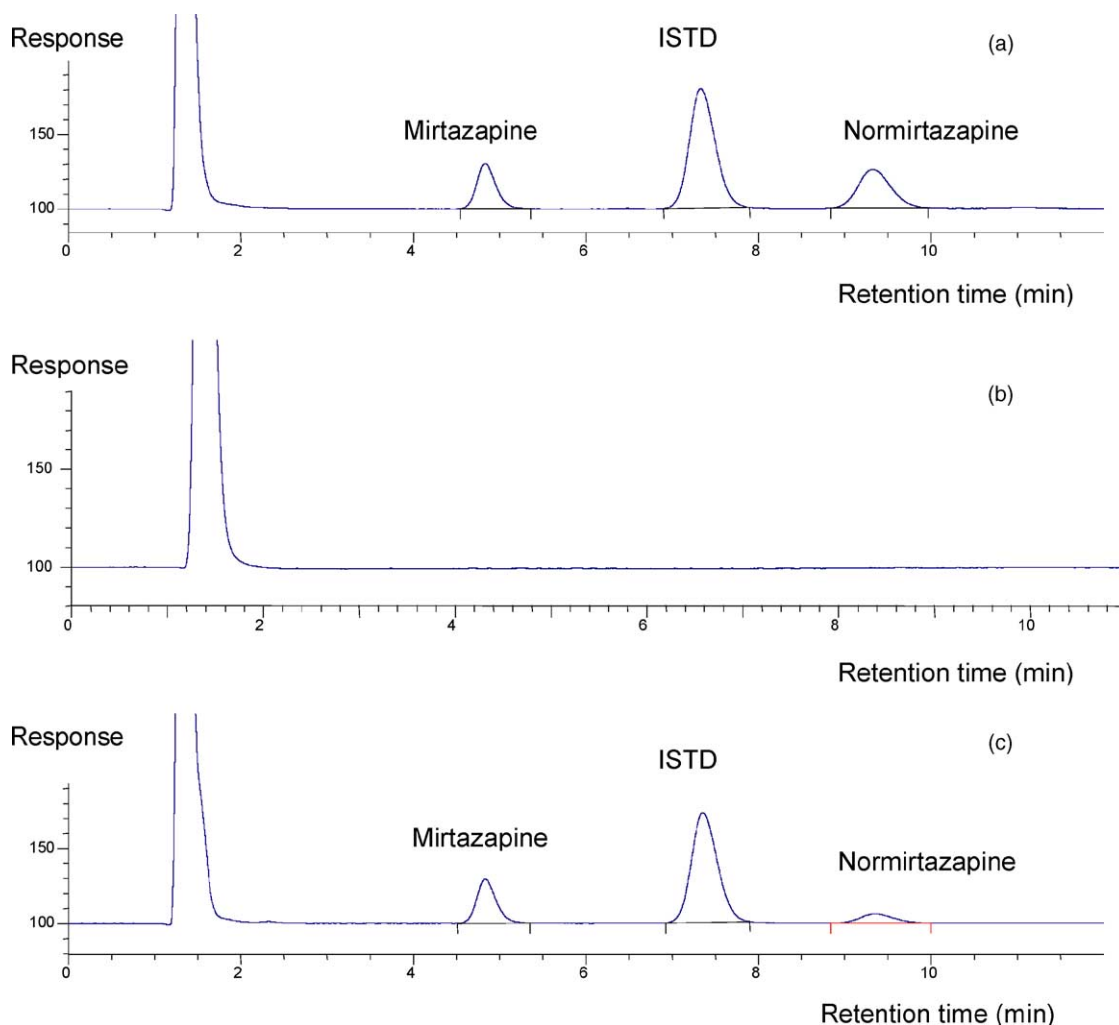 Response
ISTD
(a)
Mirtazapine
Normirtazapine
150
100
0 2 4 6 8 10
Retention time (min)
Response
(b)
150
100
0 2 4 6 8 10
Retention time (min)
Response
ISTD
(c)
Mirtazapine
Normirtazapine
150
100
0 2 4 6 8 10
Retention time (min)